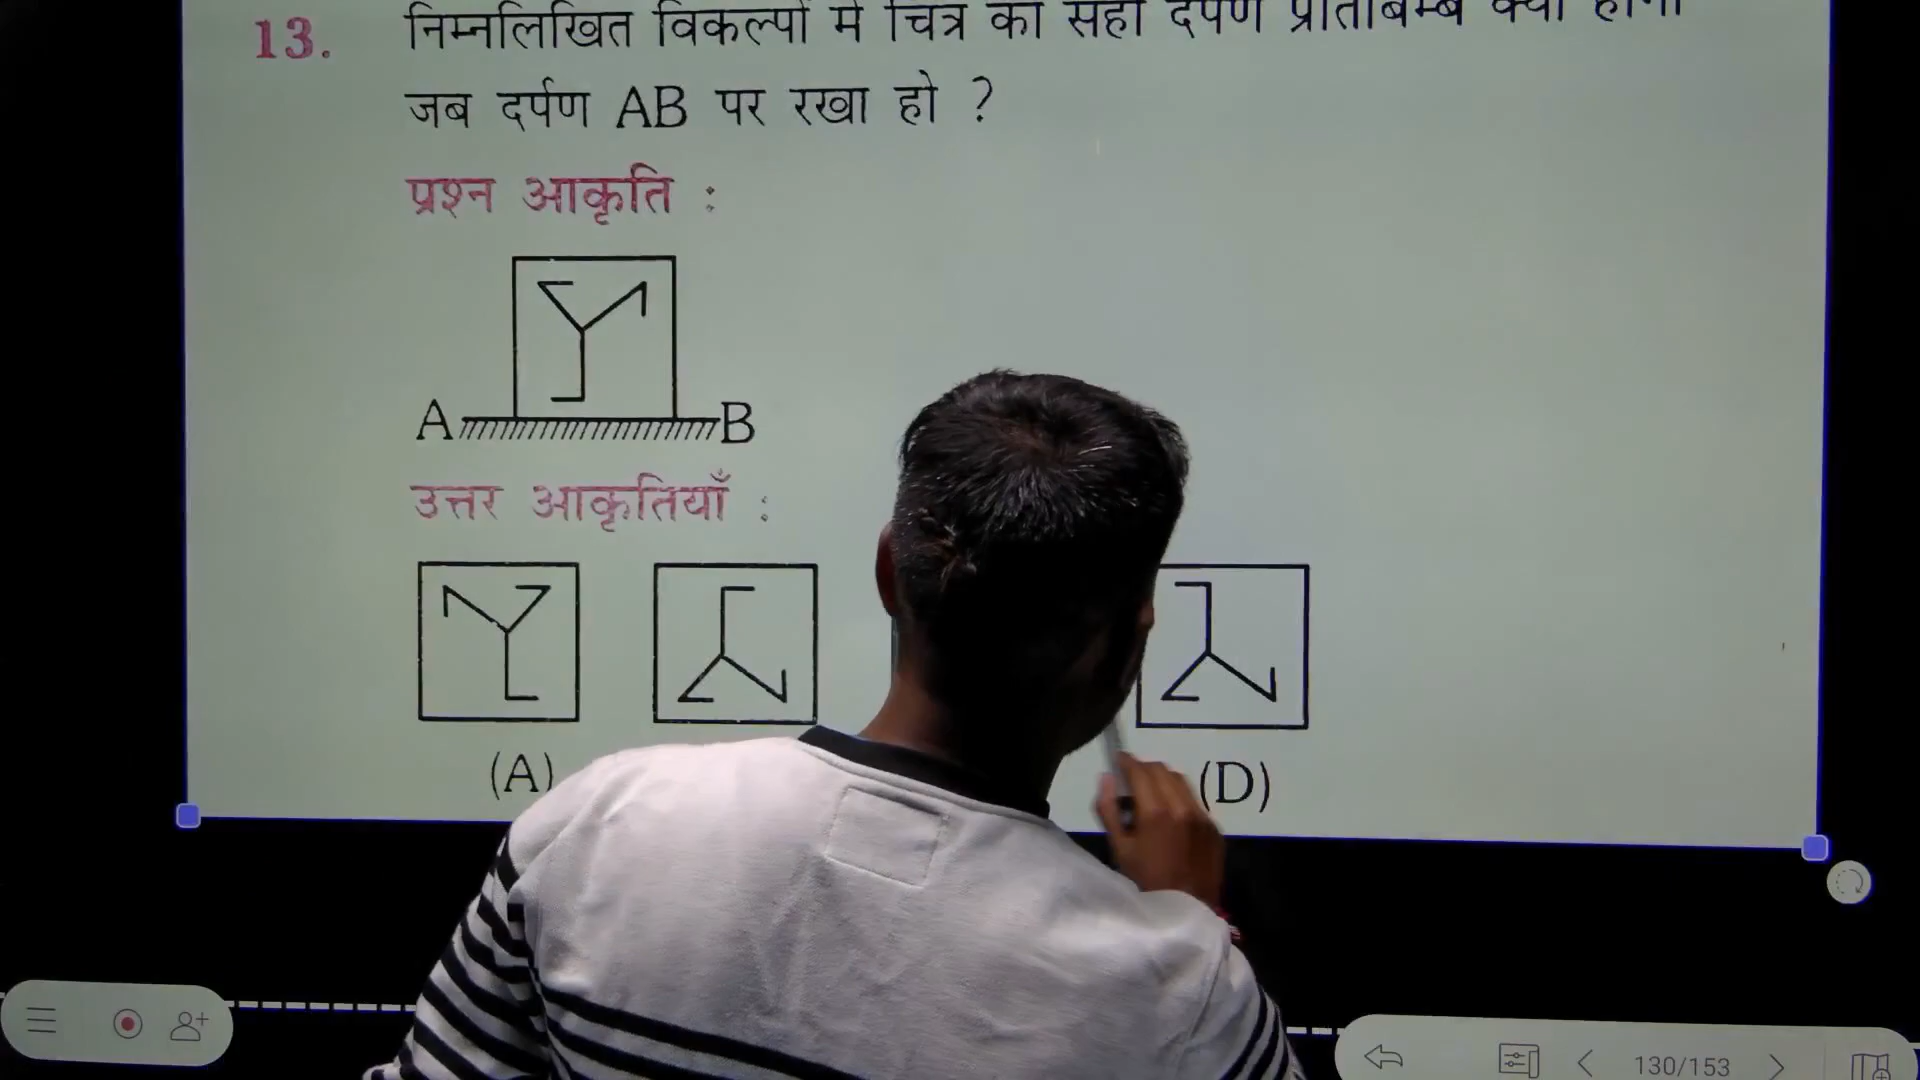 13. निम्नलिखित विकल्पों में चित्र का सही दर्पण प्रतिबिम्ब क्या होगा
जब दर्पण AB पर रखा हो ?
प्रश्न आकृति :
A B
उत्तर आकृतियाँ :
(A) (D)
130/153